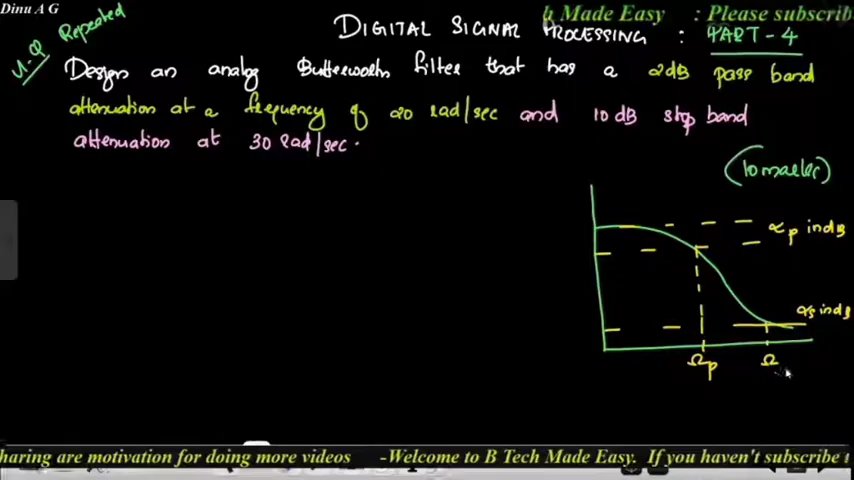 Dinu A G
b Made Easy : Please subscrib
DIGITAL SIGNAL PROCESSING : PART - 4
U-Q Repeated
Design an analog Butterworth filter that has a 2dB pass band
attenuation at a frequency of 20 rad/sec and 10 dB stop band
attenuation at 30 rad/sec.
(10 marks)
αp in dB
αs in dB
Ωp Ω
sharing are motivation for doing more videos -Welcome to B Tech Made Easy. If you haven't subscribe t